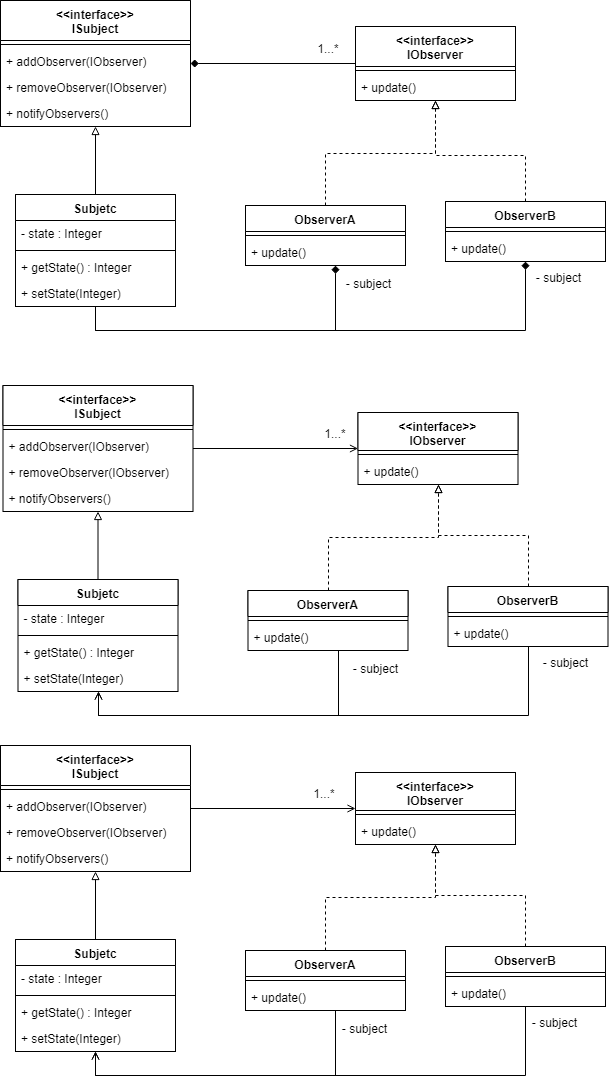 <<interface>>
ISubject
+ addObserver(IObserver)
+ removeObserver(IObserver)
+ notifyObservers()
1...*
<<interface>>
IObserver
+ update()
Subjetc
- state : Integer
+ getState() : Integer
+ setState(Integer)
ObserverA
+ update()
- subject
ObserverB
+ update()
- subject
<<interface>>
ISubject
+ addObserver(IObserver)
+ removeObserver(IObserver)
+ notifyObservers()
1...*
<<interface>>
IObserver
+ update()
Subjetc
- state : Integer
+ getState() : Integer
+ setState(Integer)
ObserverA
+ update()
- subject
ObserverB
+ update()
- subject
<<interface>>
ISubject
+ addObserver(IObserver)
+ removeObserver(IObserver)
+ notifyObservers()
1...*
<<interface>>
IObserver
+ update()
Subjetc
- state : Integer
+ getState() : Integer
+ setState(Integer)
ObserverA
+ update()
- subject
ObserverB
+ update()
- subject